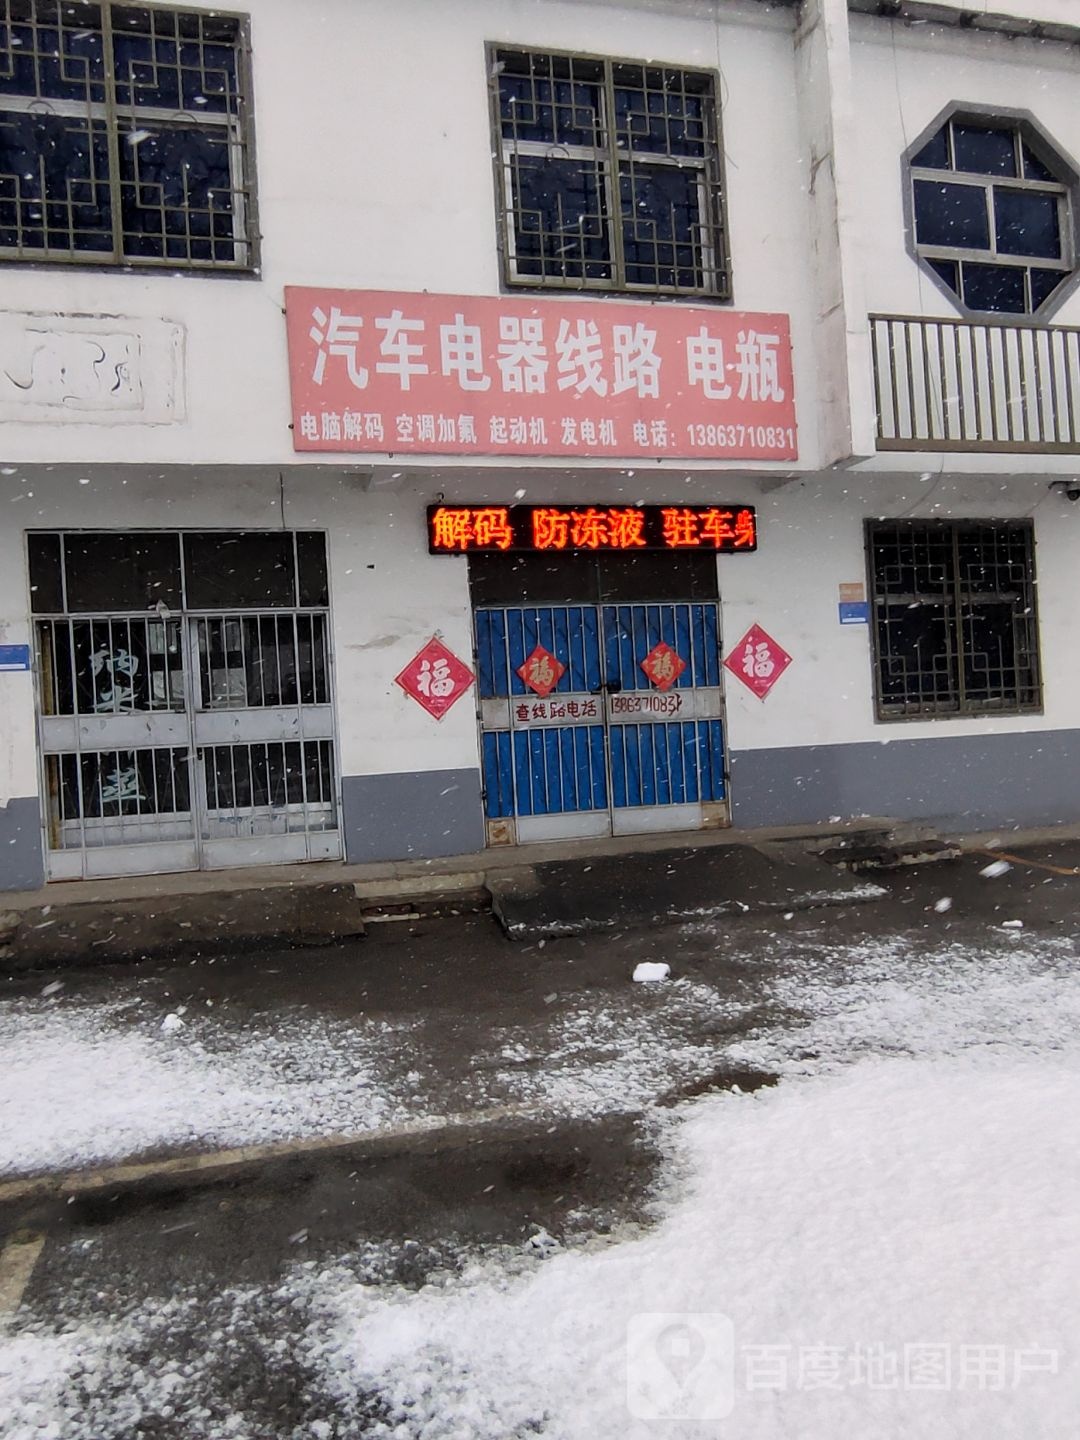 汽车电器线路 电瓶
电脑解码 空调加氟 起动机 发电机 电话：13863710831
解码 防冻液 驻车
福 福 福 福
查线路电话 13863710831
纳米
百度地图用户